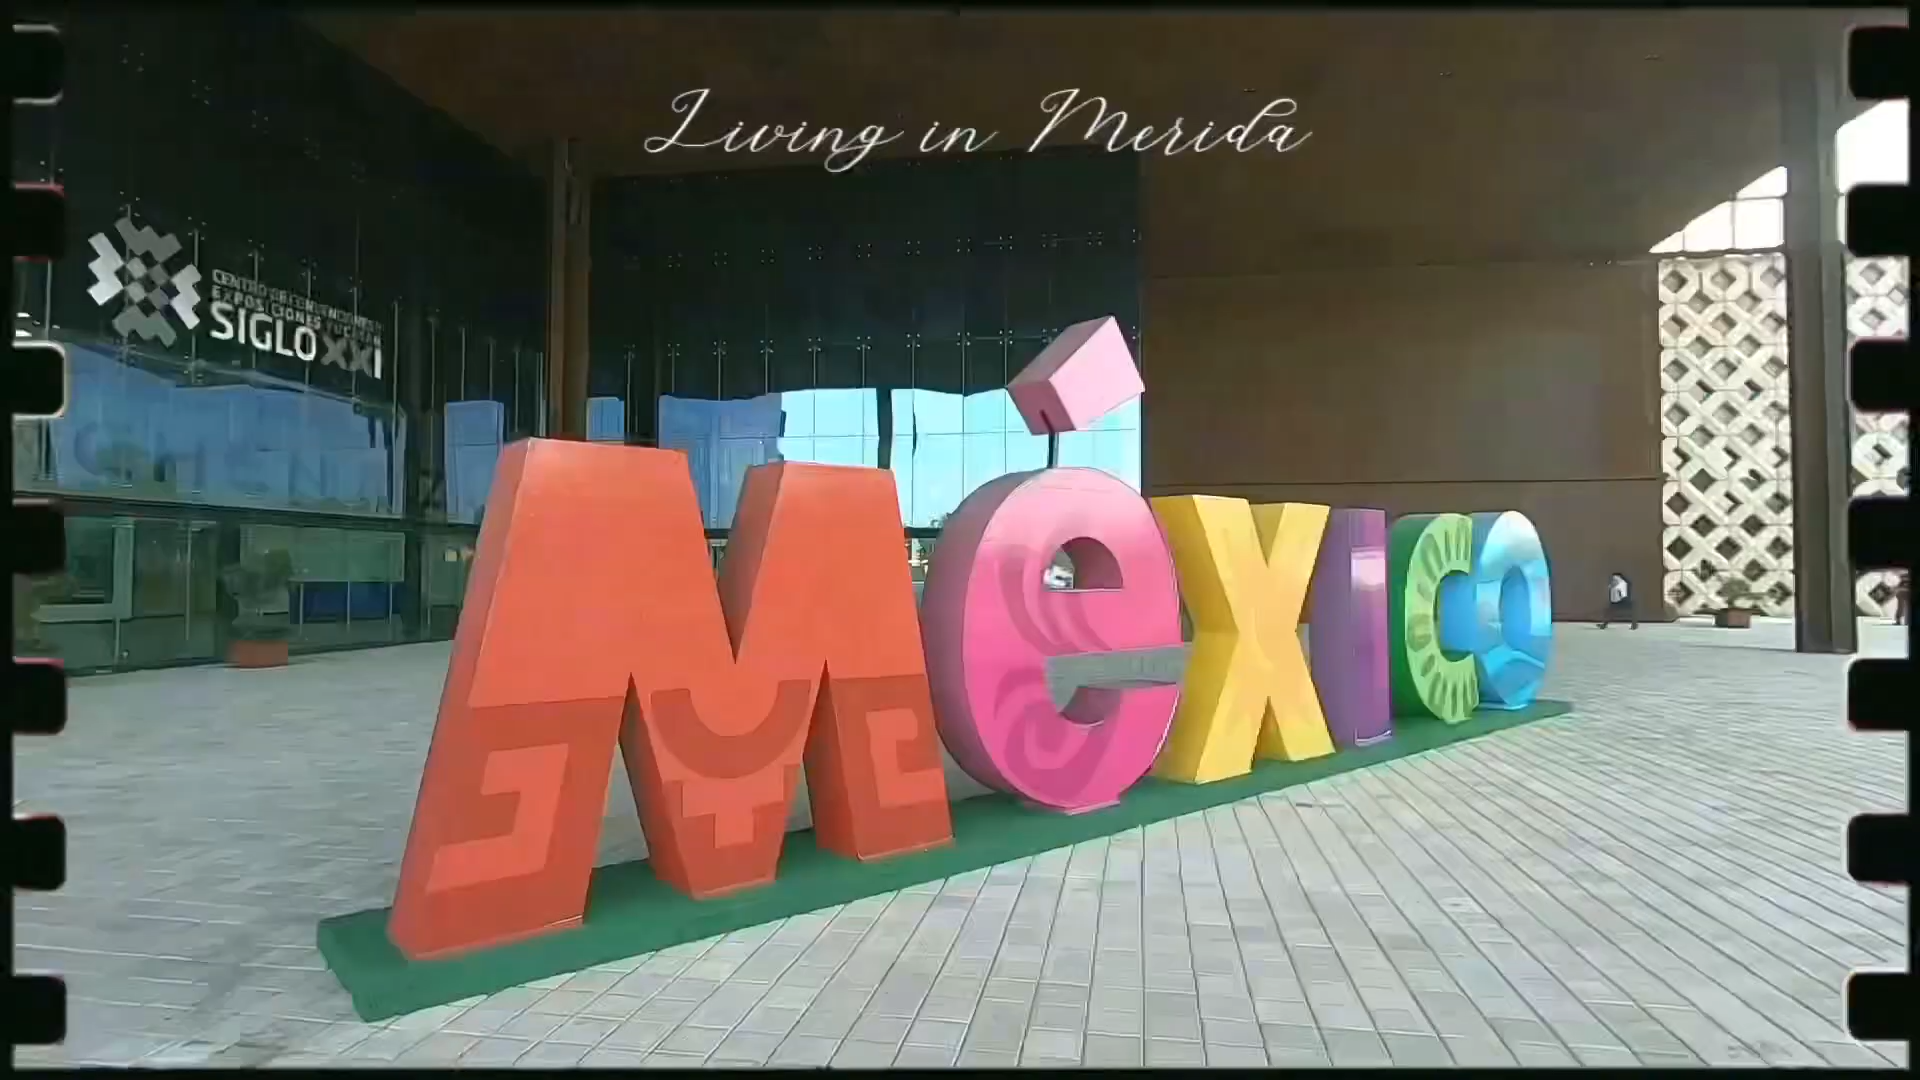 Living in Merida
CENTRO DE CONVENCIONES
EXPOSICIONES YUCATÁN
SIGLO XXI
México